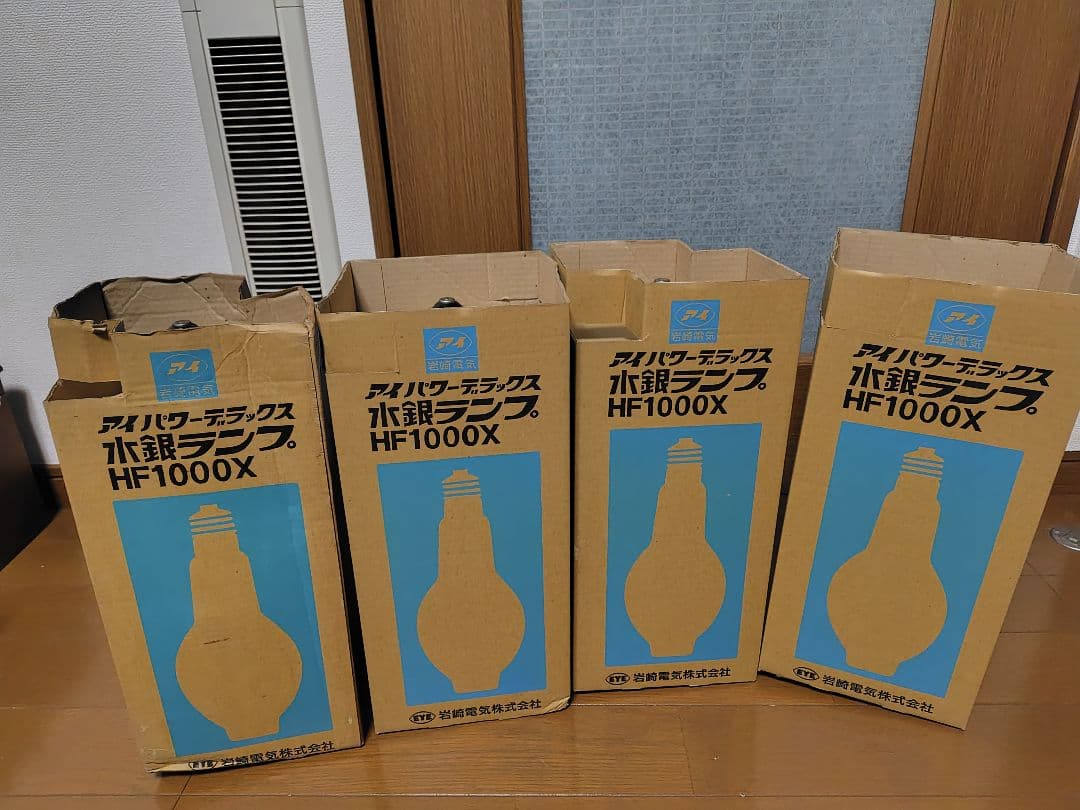 アイ
岩崎電気
アイパワーデラックス
水銀ランプ
HF1000X
EYE 岩崎電気株式会社
アイ
岩崎電気
アイパワーデラックス
水銀ランプ
HF1000X
EYE 岩崎電気株式会社
アイ
岩崎電気
アイパワーデラックス
水銀ランプ
HF1000X
EYE 岩崎電気株式会社
アイ
岩崎電気
アイパワーデラックス
水銀ランプ
HF1000X
EYE 岩崎電気株式会社